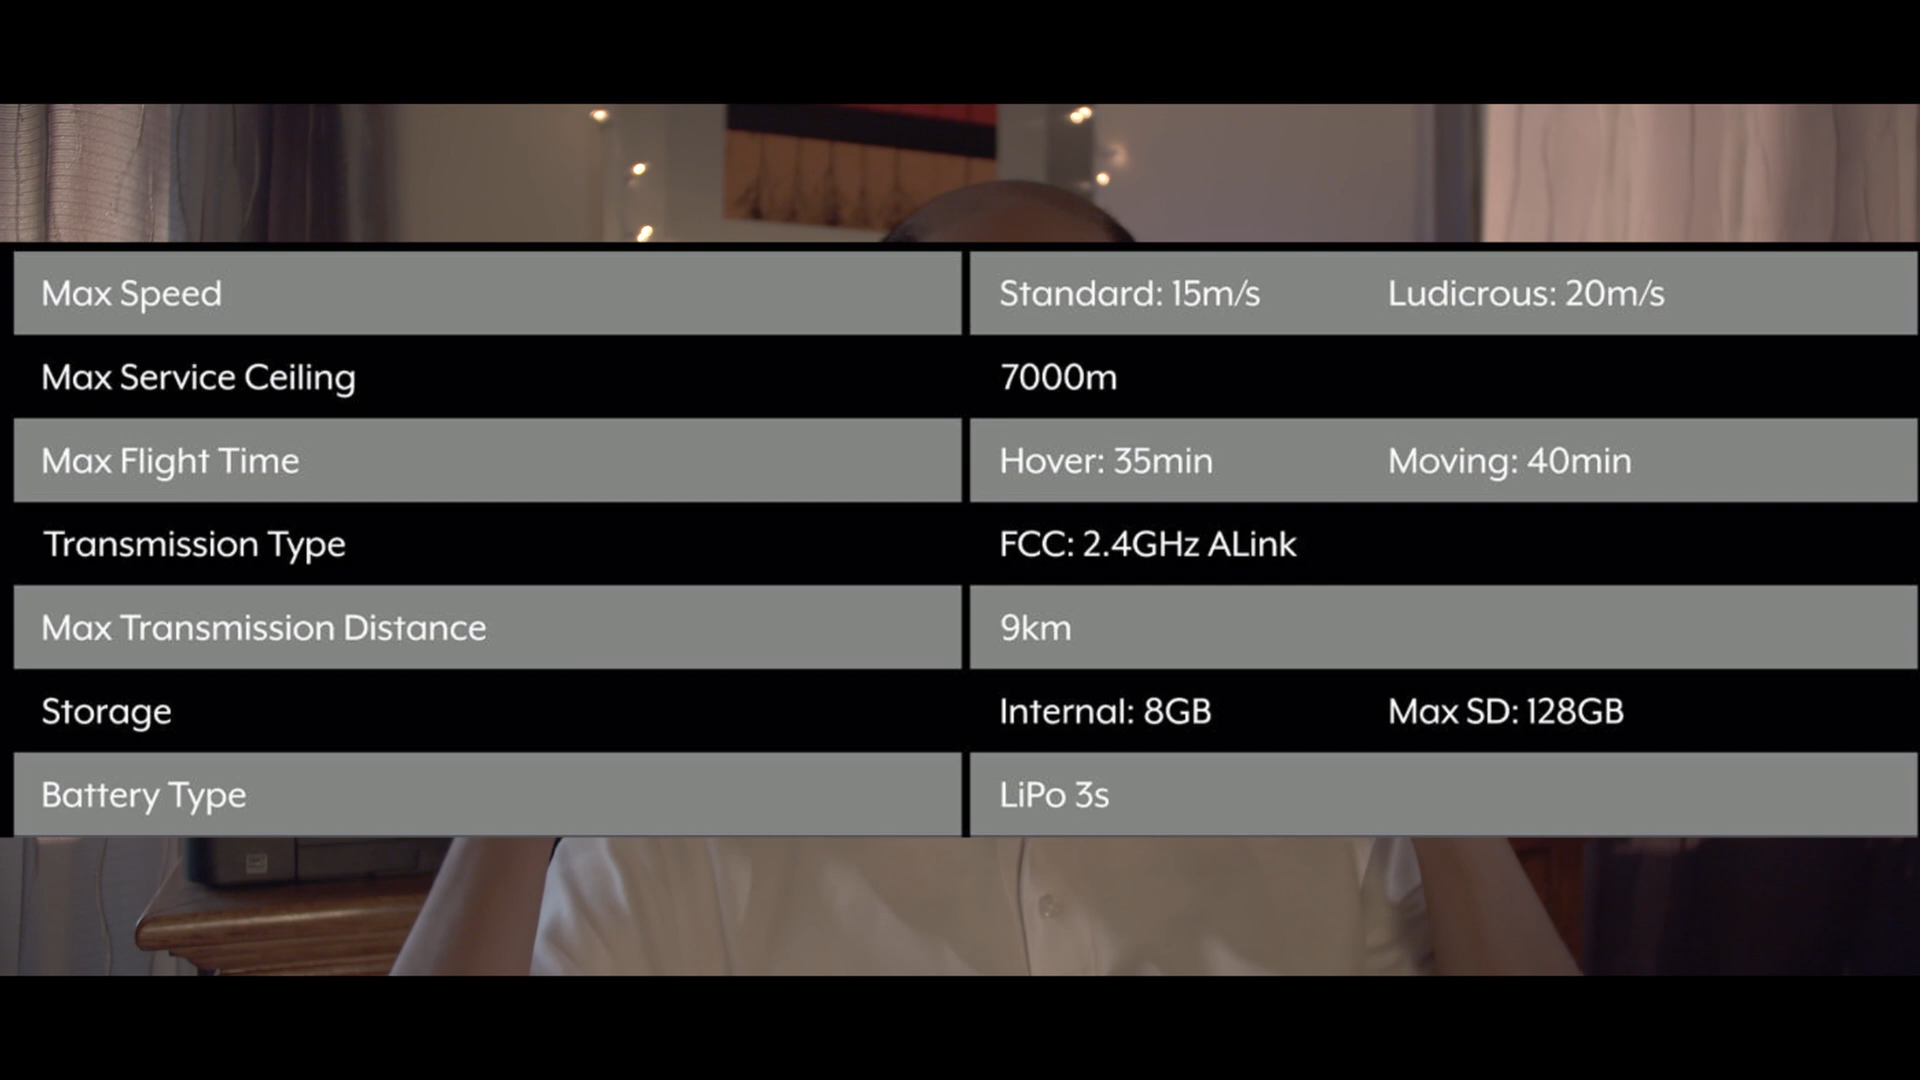 Max Speed Standard: 15m/s Ludicrous: 20m/s
Max Service Ceiling 7000m
Max Flight Time Hover: 35min Moving: 40min
Transmission Type FCC: 2.4GHz ALink
Max Transmission Distance 9km
Storage Internal: 8GB Max SD: 128GB
Battery Type LiPo 3s